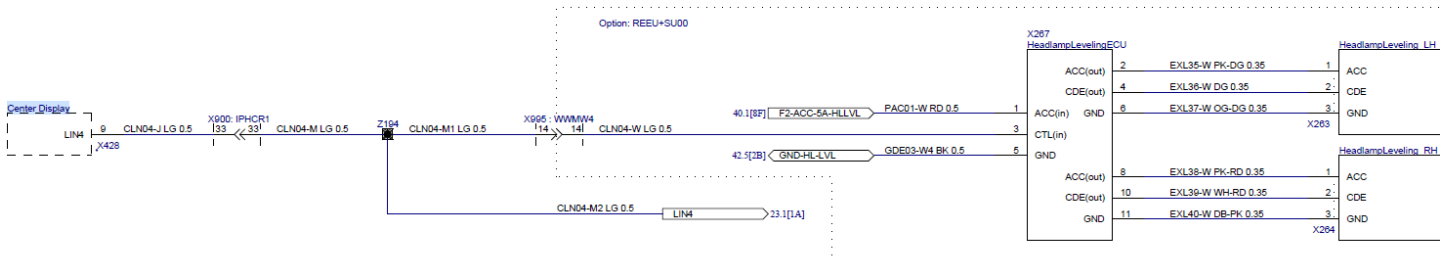 Option: REEU+SU00
X267
HeadlampLevelingECU
HeadlampLeveling_LH
ACC(out) 2 EXL35-W PK-DG 0.35 1 ACC
Center Display
CDE(out) 4 EXL36-W DG 0.35 2 CDE
40.1[8F] F2-ACC-5A-HLLVL PAC01-W RD 0.5 1 ACC(in) GND 6 EXL37-W OG-DG 0.35 3 GND
X900: IPHCR1
Z194
X995 : WWMW4
X263
LIN4 9 CLN04-J LG 0.5 33 33 CLN04-M LG 0.5 CLN04-M1 LG 0.5 14 14 CLN04-W LG 0.5 3 CTL(in)
X428
42.5[2B] GND-HL-LVL GDE03-W4 BK 0.5 5 GND
HeadlampLeveling_RH
ACC(out) 8 EXL38-W PK-RD 0.35 1 ACC
CDE(out) 10 EXL39-W WH-RD 0.35 2 CDE
CLN04-M2 LG 0.5 LIN4 23.1[1A]
GND 11 EXL40-W DB-PK 0.35 3 GND
X264